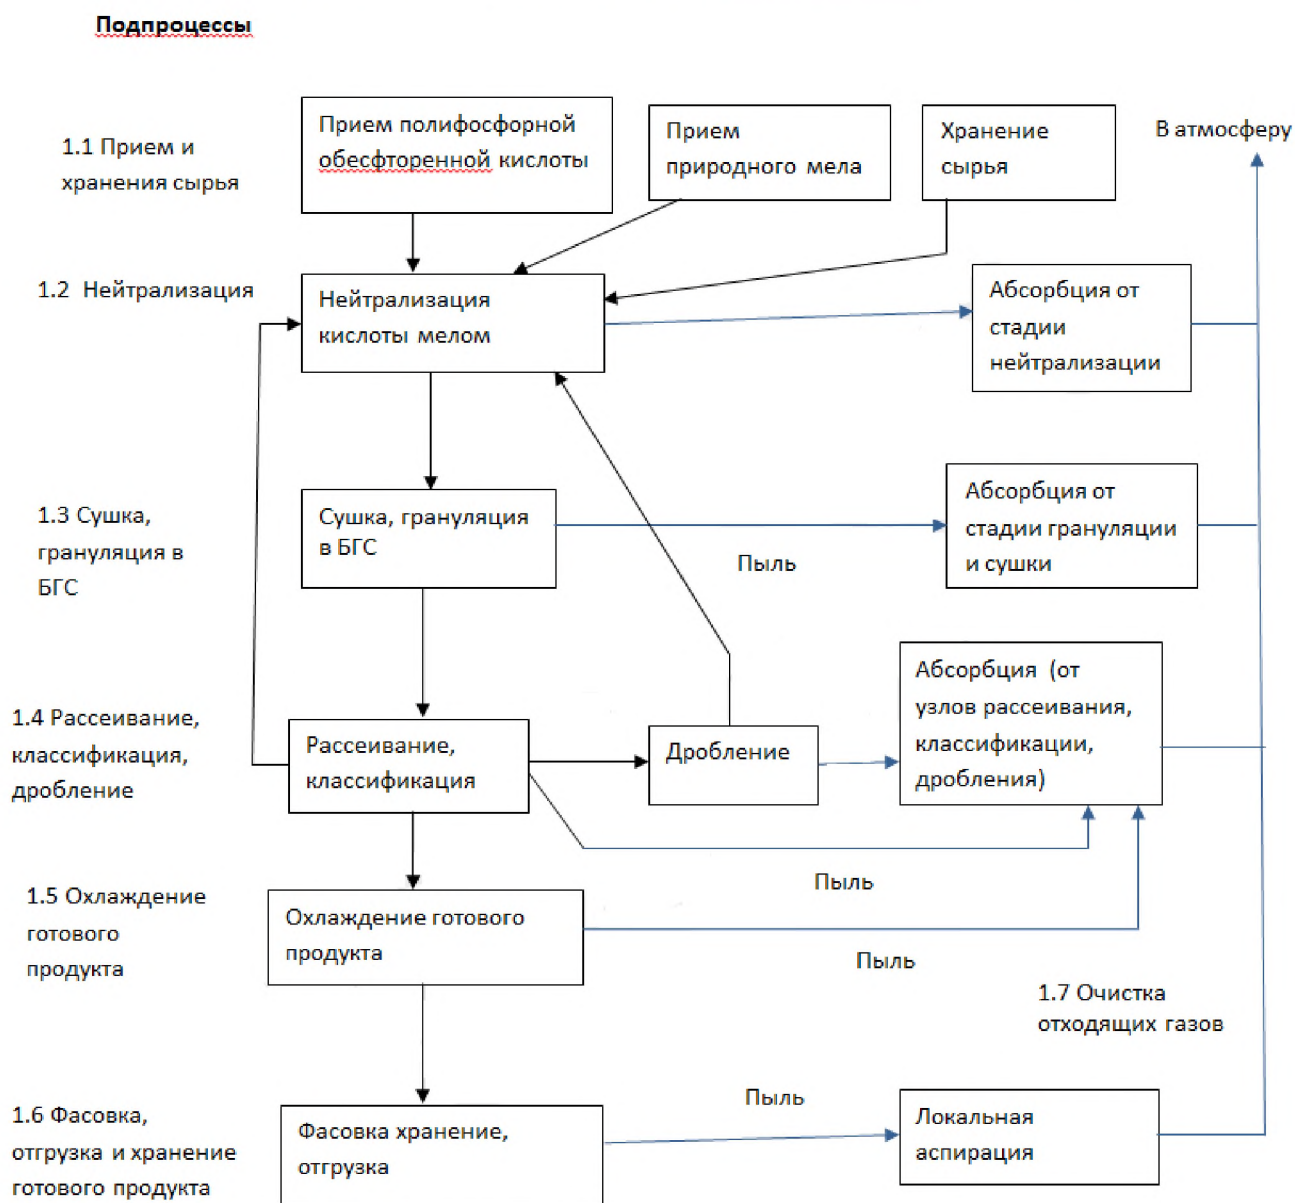 Подпроцессы
1.1 Прием и
хранения сырья
Прием полифосфорной
обесфторенной кислоты
Прием
природного мела
Хранение
сырья
В атмосферу
1.2 Нейтрализация
Нейтрализация
кислоты мелом
Абсорбция от
стадии
нейтрализации
1.3 Сушка,
грануляция в
БГС
Сушка, грануляция
в БГС
Пыль
Абсорбция от
стадии грануляции
и сушки
1.4 Рассеивание,
классификация,
дробление
Рассеивание,
классификация
Дробление
Абсорбция (от
узлов рассеивания,
классификации,
дробления)
Пыль
1.5 Охлаждение
готового
продукта
Охлаждение готового
продукта
Пыль
1.7 Очистка
отходящих газов
1.6 Фасовка,
отгрузка и хранение
готового продукта
Фасовка хранение,
отгрузка
Пыль
Локальная
аспирация